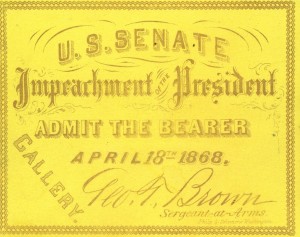 U.S. SENATE
Impeachment OF THE President
ADMIT THE BEARER
APRIL 18TH 1868.
GALLERY.
Geo. T. Brown
Sergeant-at-Arms.